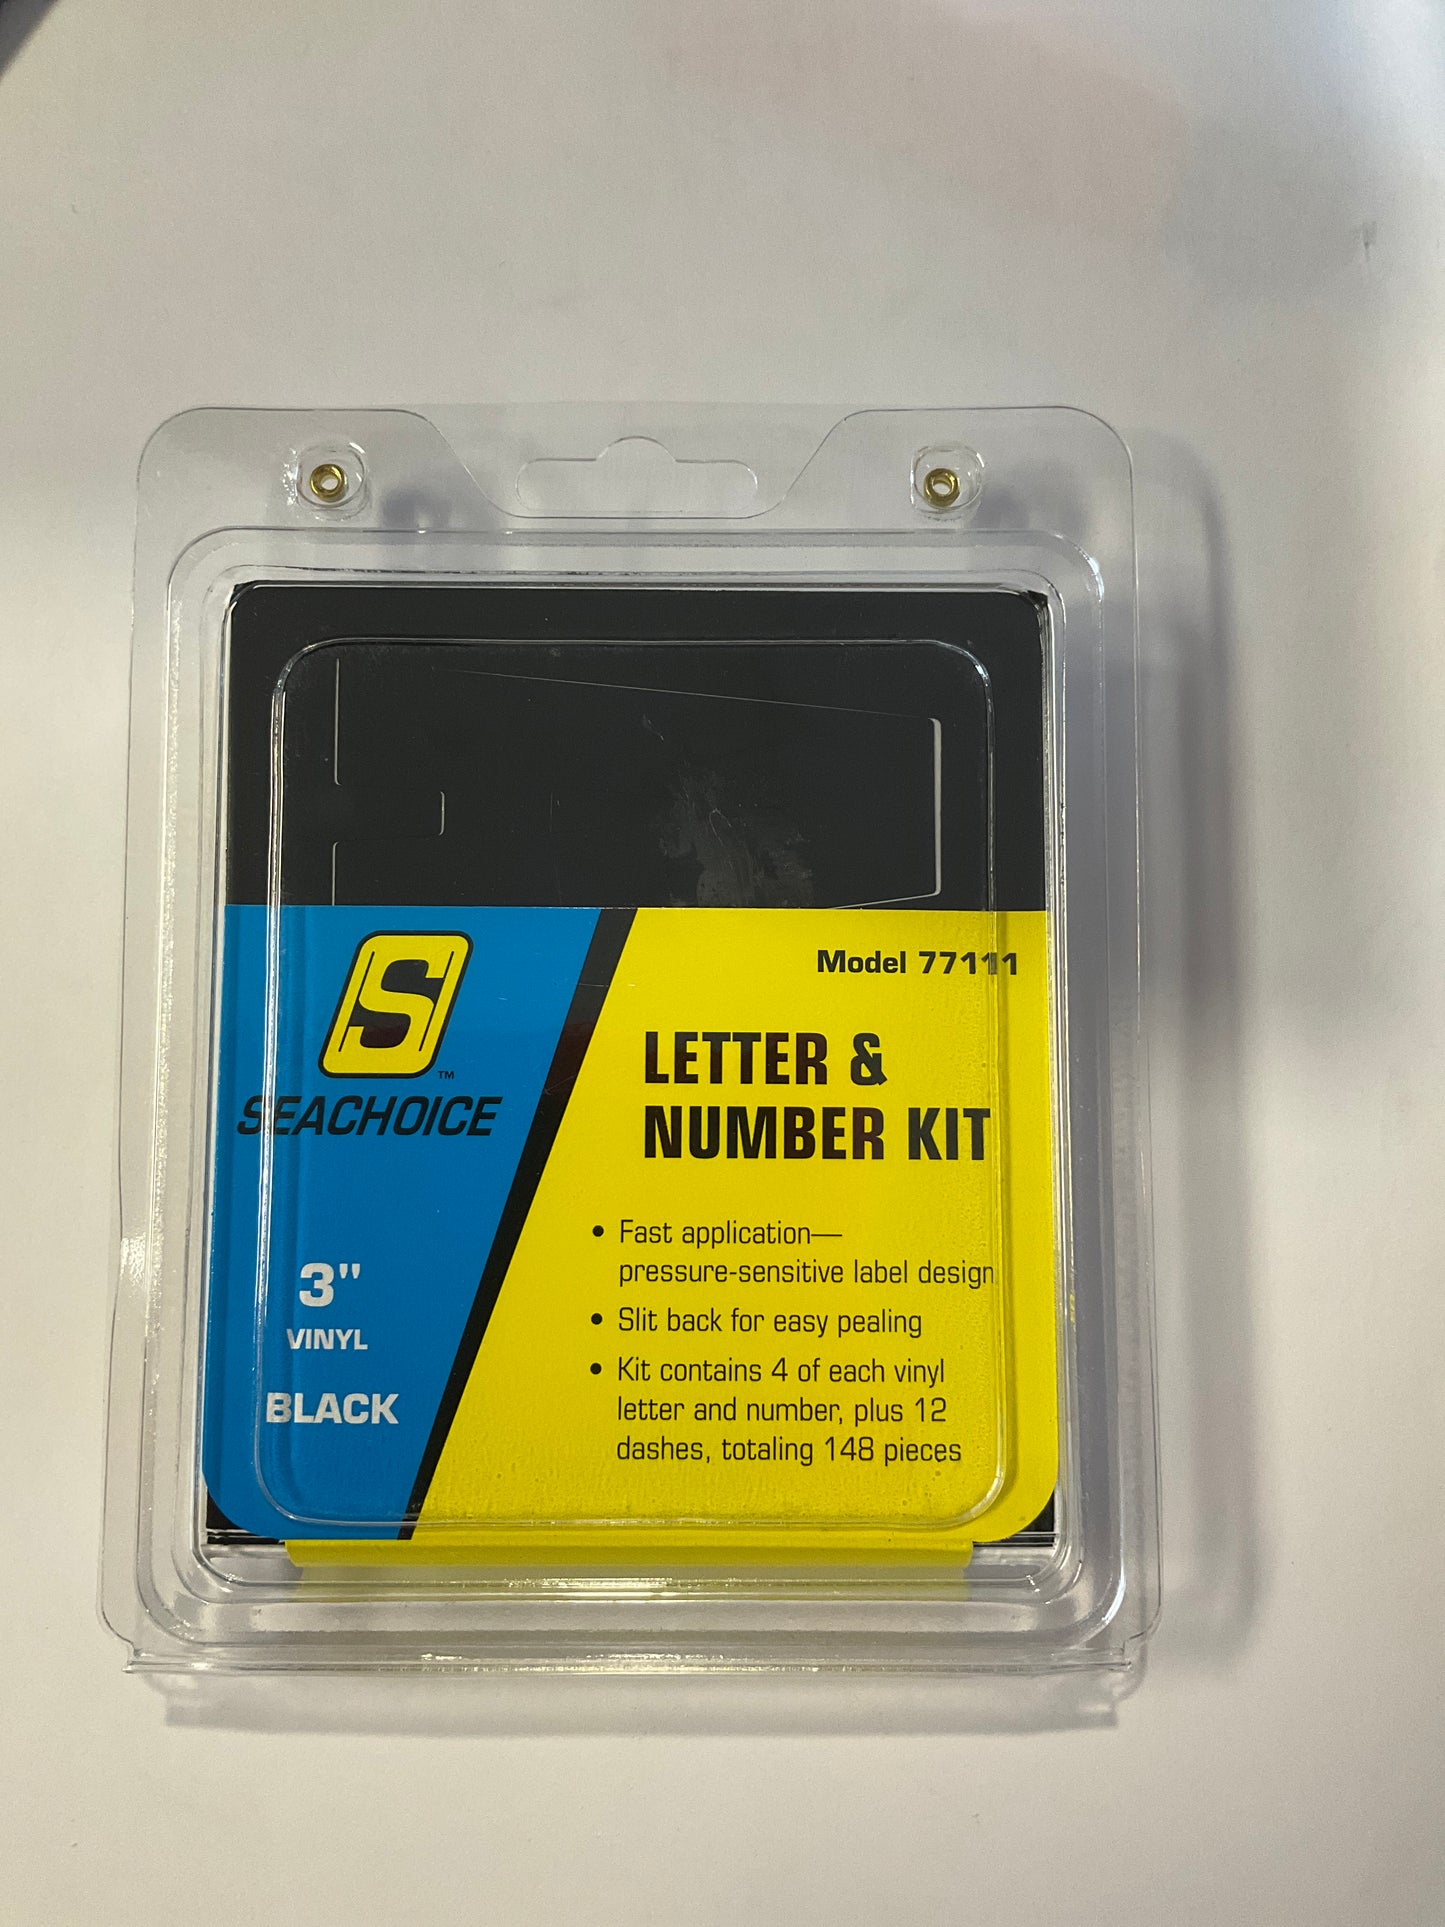 Model 77111
S
™
SEACHOICE
LETTER &
NUMBER KIT
3"
VINYL
BLACK
• Fast application—
pressure-sensitive label design
• Slit back for easy pealing
• Kit contains 4 of each vinyl
letter and number, plus 12
dashes, totaling 148 pieces